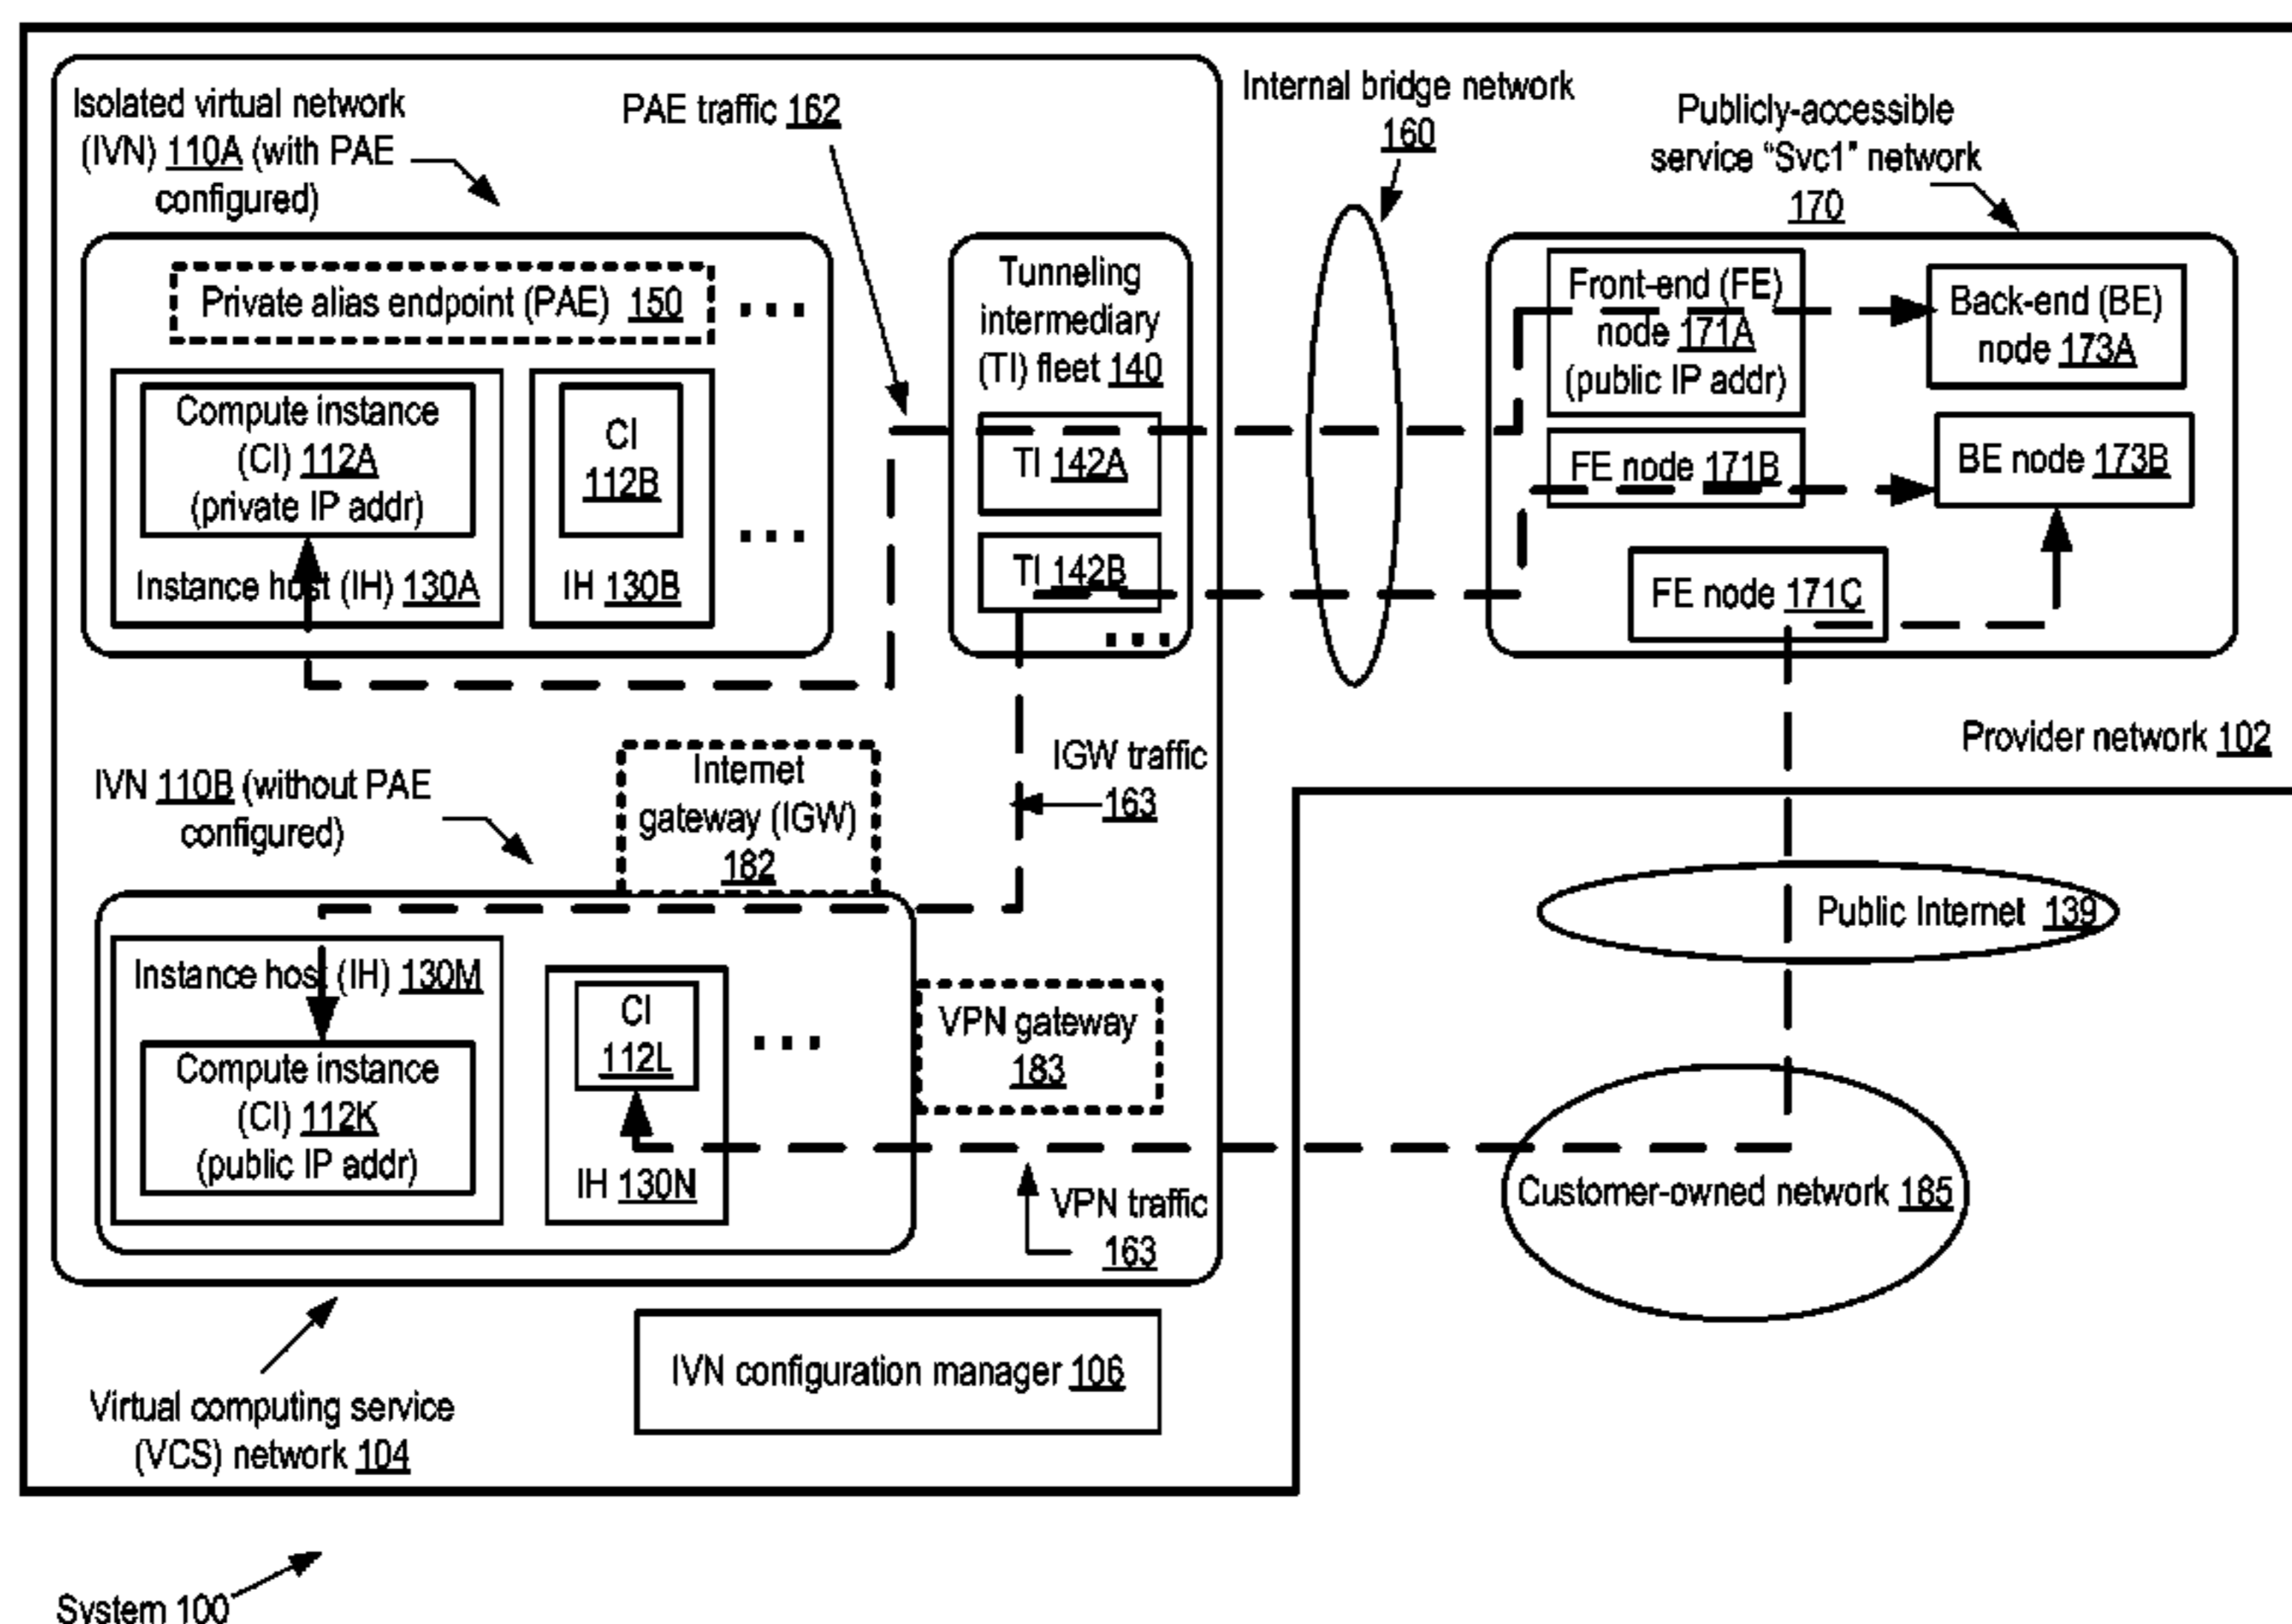 Isolated virtual network
(IVN) 110A (with PAE
configured)
PAE traffic 162
Internal bridge network
160
Publicly-accessible
service “Svc1” network
170
Private alias endpoint (PAE) 150
...
Compute instance
(CI) 112A
(private IP addr)
Instance host (IH) 130A
CI
112B
IH 130B
...
Tunneling
intermediary
(TI) fleet 140
TI 142A
TI 142B
...
Front-end (FE)
node 171A
(public IP addr)
Back-end (BE)
node 173A
FE node 171B
BE node 173B
FE node 171C
Provider network 102
IVN 110B (without PAE
configured)
Internet
gateway (IGW)
182
IGW traffic
163
Instance host (IH) 130M
Compute instance
(CI) 112K
(public IP addr)
CI
112L
IH 130N
...
VPN gateway
183
VPN traffic
163
Public Internet 139
Customer-owned network 185
IVN configuration manager 106
Virtual computing service
(VCS) network 104
System 100